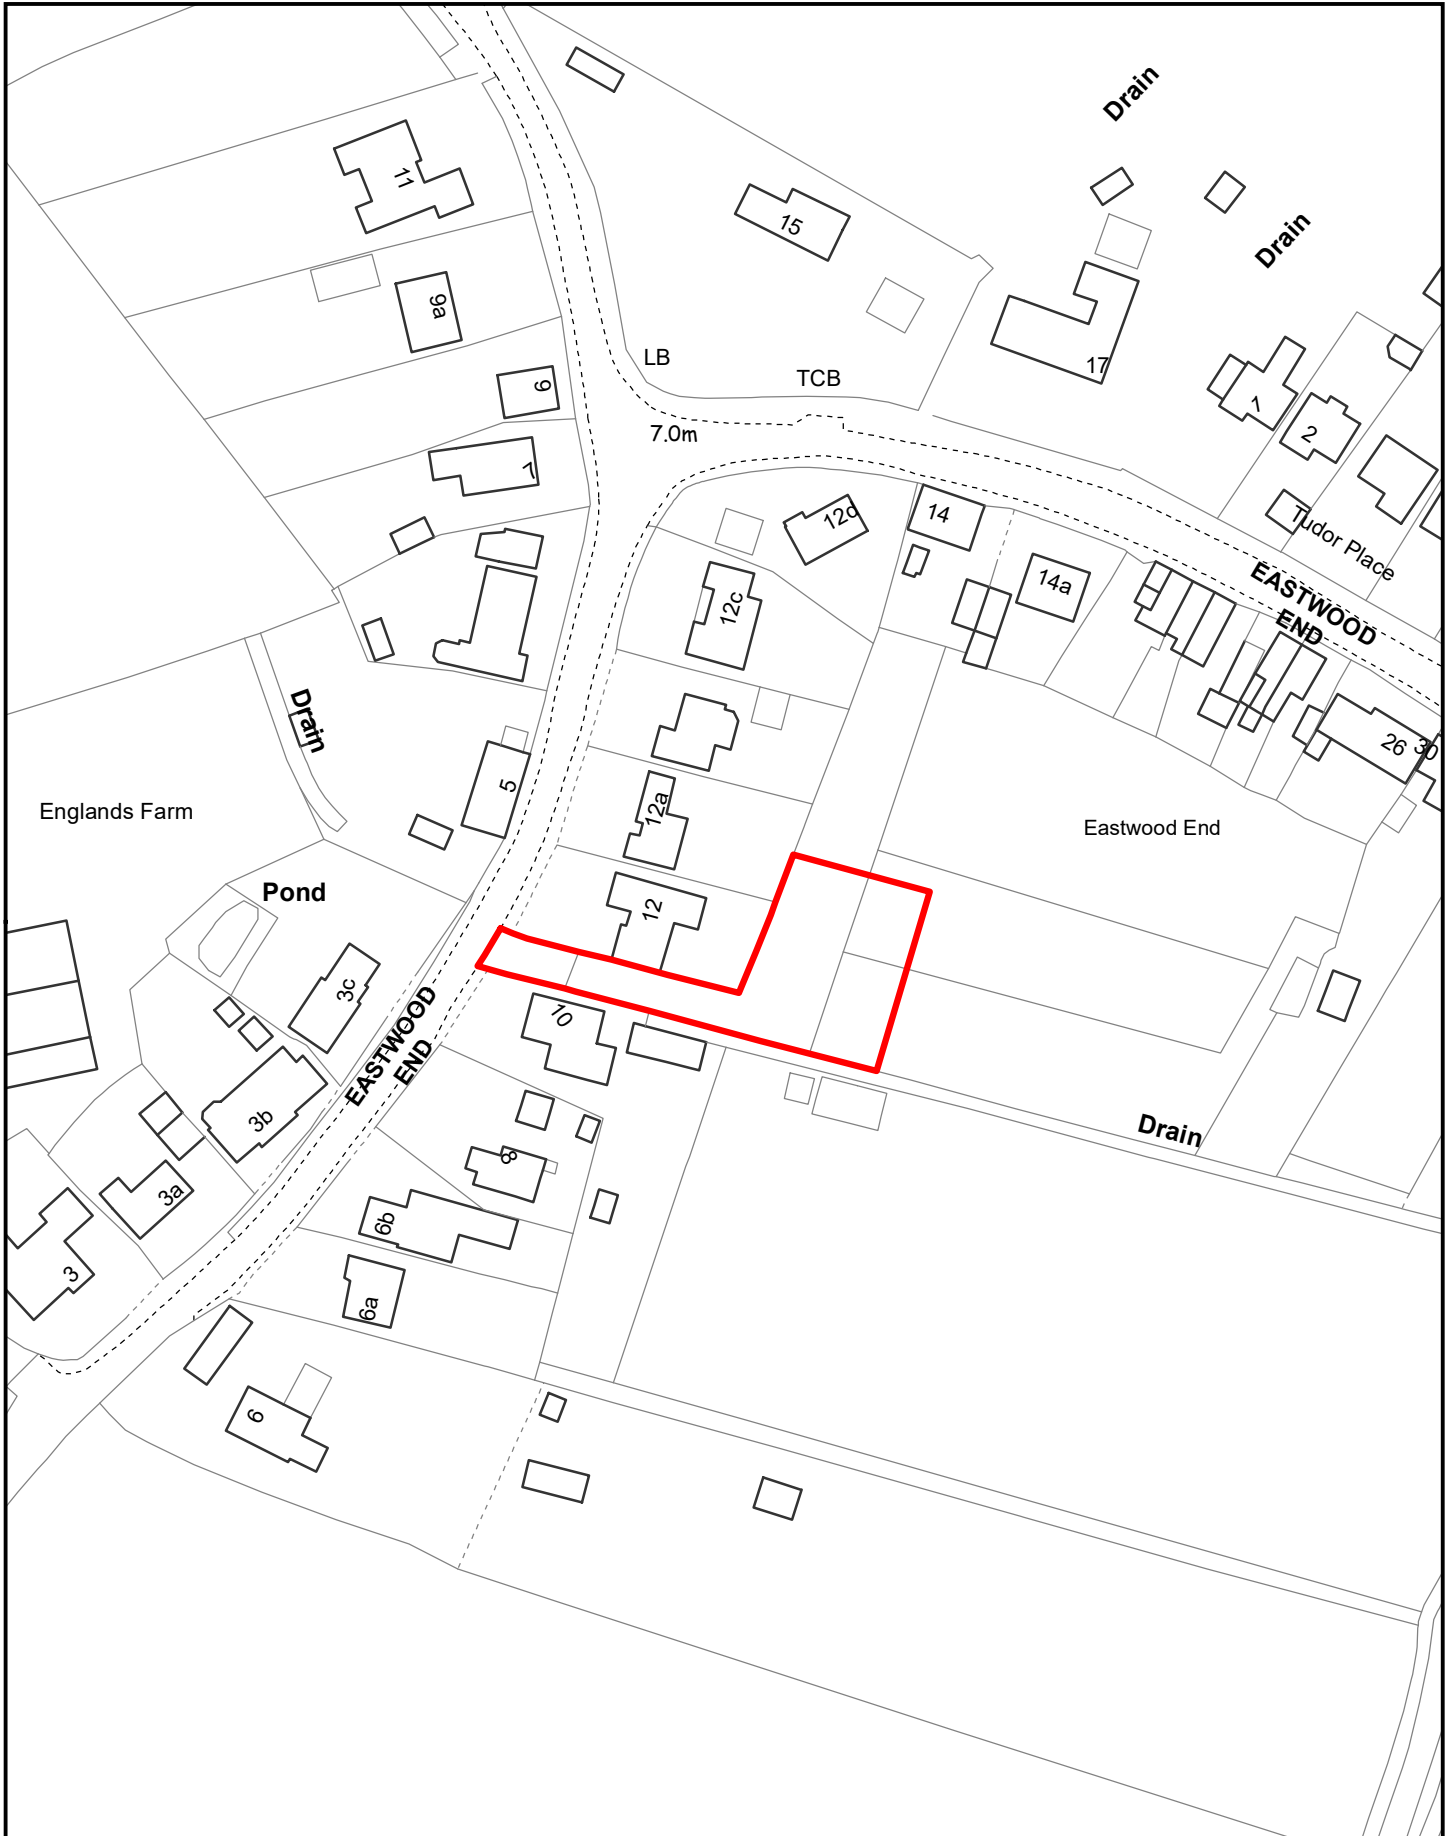 Drain
11
15
Drain
9a
17
LB
TCB
9
1
7.0m
2
7
12d
14
Tudor Place
14a
EASTWOOD
END
12c
Drain
26
30
5
12a
Englands Farm
Eastwood End
Pond
12
3c
10
EASTWOOD
END
3b
Drain
8
3a
6b
3
6a
6